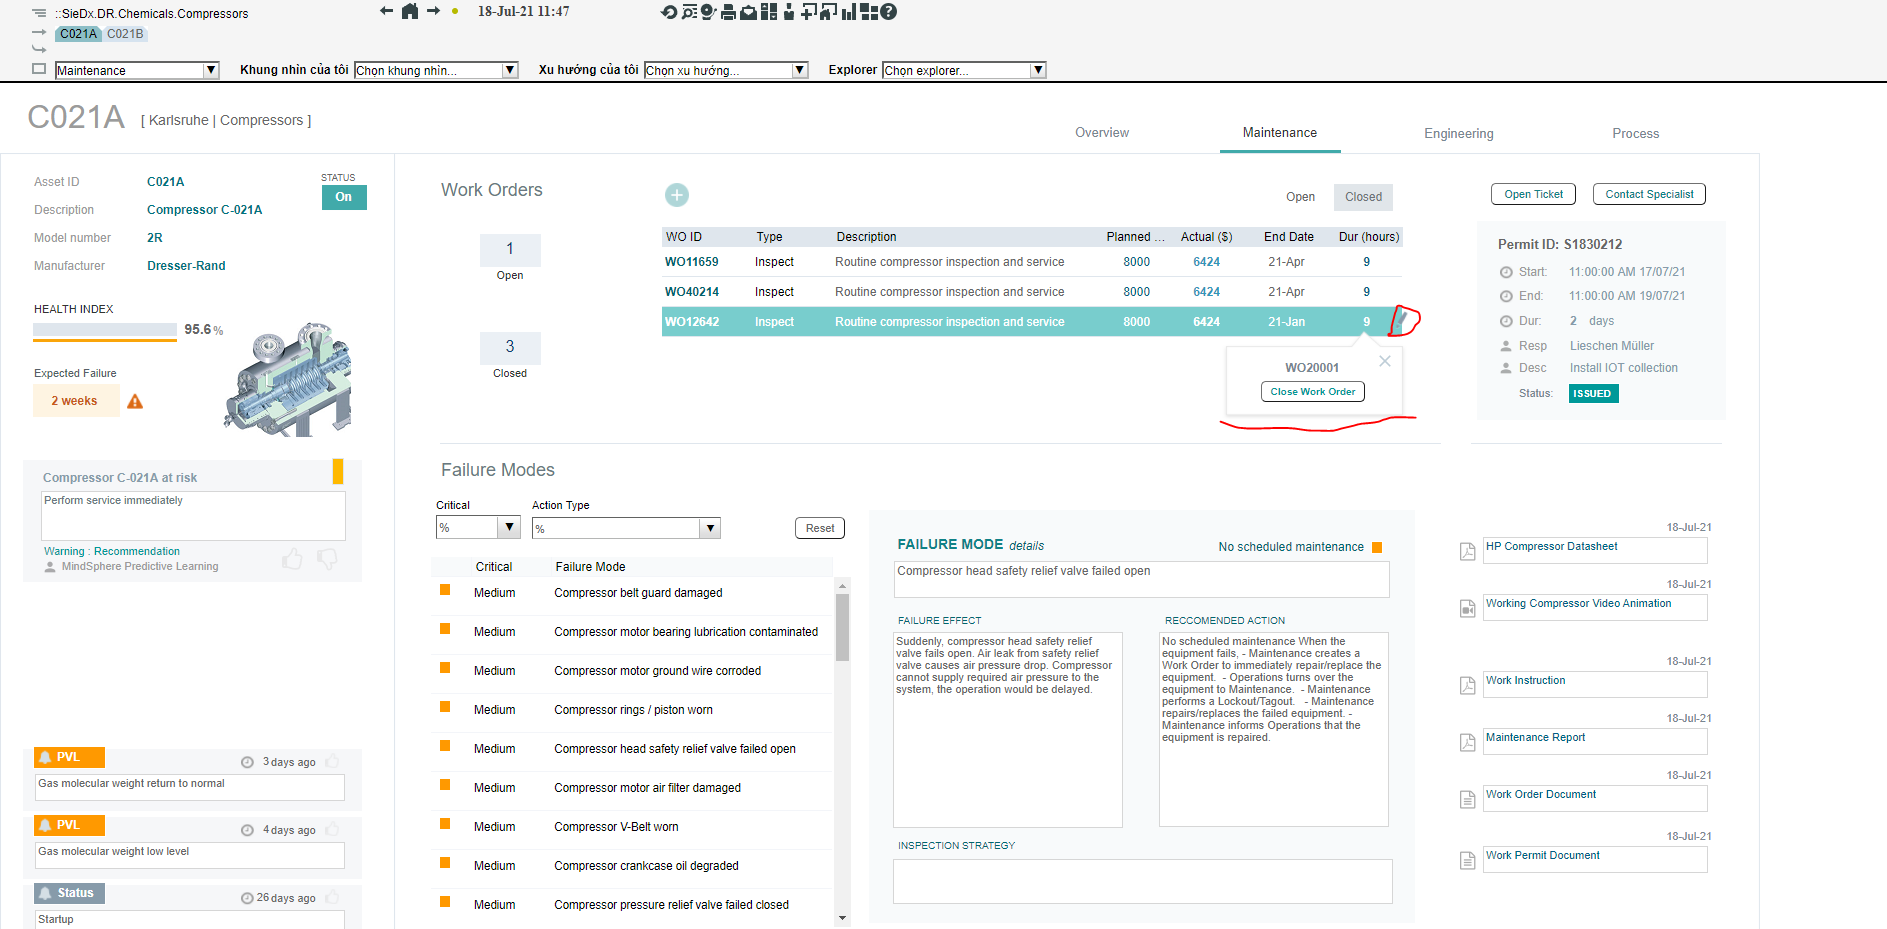 ::SieDx.DR.Chemicals.Compressors
18-Jul-21 11:47
C021A C021B
Maintenance Khung nhìn của tôi Chọn khung nhìn... Xu hướng của tôi Chọn xu hướng... Explorer Chọn explorer...
C021A [ Karlsruhe | Compressors ]
Overview Maintenance Engineering Process
Asset ID C021A
Description Compressor C-021A
Model number 2R
Manufacturer Dresser-Rand
STATUS
On
HEALTH INDEX
95.6 %
Expected Failure
2 weeks
Compressor C-021A at risk
Perform service immediately
Warning : Recommendation
MindSphere Predictive Learning
PVL 3 days ago
Gas molecular weight return to normal
PVL 4 days ago
Gas molecular weight low level
Status 26 days ago
Startup
Work Orders
Open Closed
1
Open
3
Closed
WO ID Type Description Planned ... Actual ($) End Date Dur (hours)
WO11659 Inspect Routine compressor inspection and service 8000 6424 21-Apr 9
WO40214 Inspect Routine compressor inspection and service 8000 6424 21-Apr 9
WO12642 Inspect Routine compressor inspection and service 8000 6424 21-Jan 9
WO20001
Close Work Order
Open Ticket Contact Specialist
Permit ID: S1830212
Start: 11:00:00 AM 17/07/21
End: 11:00:00 AM 19/07/21
Dur: 2 days
Resp Lieschen Müller
Desc Install IOT collection
Status: ISSUED
Failure Modes
Critical Action Type
% % Reset
Critical Failure Mode
Medium Compressor belt guard damaged
Medium Compressor motor bearing lubrication contaminated
Medium Compressor motor ground wire corroded
Medium Compressor rings / piston worn
Medium Compressor head safety relief valve failed open
Medium Compressor motor air filter damaged
Medium Compressor V-Belt worn
Medium Compressor crankcase oil degraded
Medium Compressor pressure relief valve failed closed
FAILURE MODE details No scheduled maintenance
Compressor head safety relief valve failed open
FAILURE EFFECT
Suddenly, compressor head safety relief
valve fails open. Air leak from safety relief
valve causes air pressure drop. Compressor
cannot supply required air pressure to the
system, the operation would be delayed.
RECCOMENDED ACTION
No scheduled maintenance When the
equipment fails, - Maintenance creates a
Work Order to immediately repair/replace the
equipment. - Operations turns over the
equipment to Maintenance. - Maintenance
performs a Lockout/Tagout. - Maintenance
repairs/replaces the failed equipment. -
Maintenance informs Operations that the
equipment is repaired.
INSPECTION STRATEGY
18-Jul-21
HP Compressor Datasheet
18-Jul-21
Working Compressor Video Animation
18-Jul-21
Work Instruction
18-Jul-21
Maintenance Report
18-Jul-21
Work Order Document
18-Jul-21
Work Permit Document